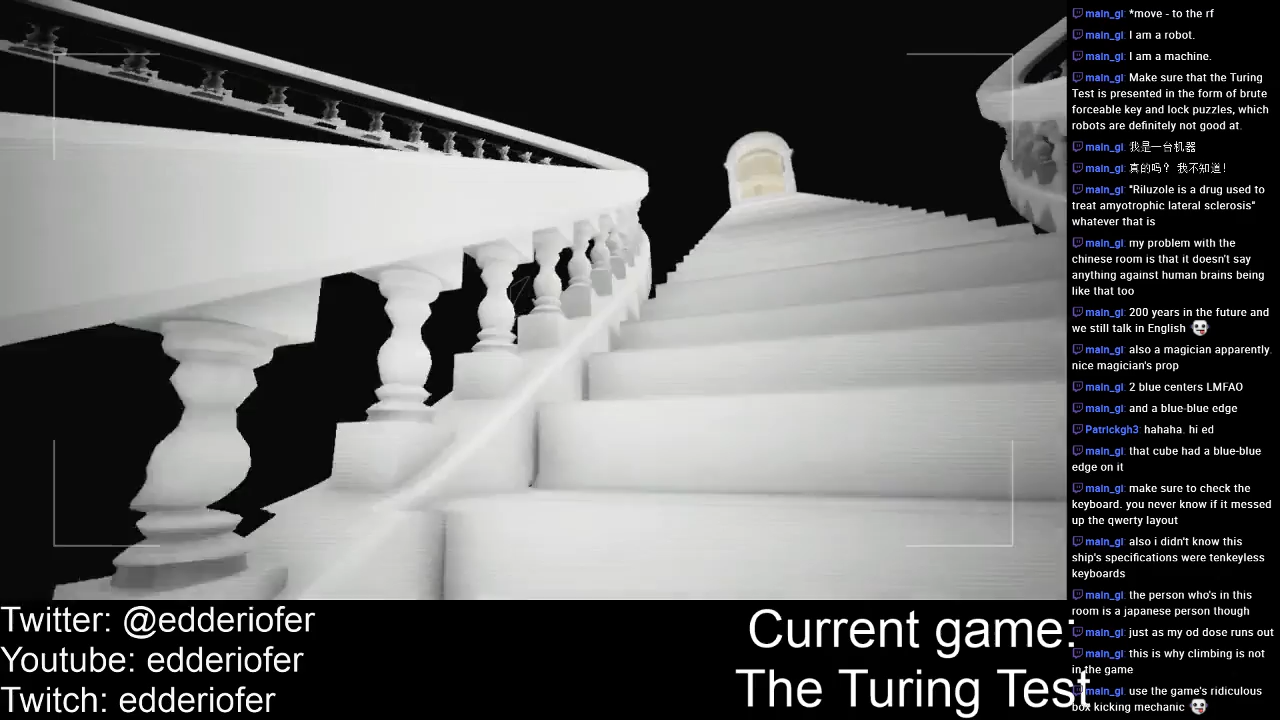 main_gl: *move - to the rf
main_gl: I am a robot.
main_gl: I am a machine.
main_gl: Make sure that the Turing
Test is presented in the form of brute
forceable key and lock puzzles, which
robots are definitely not good at.
main_gl: 我是一台机器
main_gl: 真的吗？ 我不知道！
main_gl: "Riluzole is a drug used to
treat amyotrophic lateral sclerosis"
whatever that is
main_gl: my problem with the
chinese room is that it doesn't say
anything against human brains being
like that too
main_gl: 200 years in the future and
we still talk in English
main_gl: also a magician apparently.
nice magician's prop
main_gl: 2 blue centers LMFAO
main_gl: and a blue-blue edge
Patrickgh3: hahaha. hi ed
main_gl: that cube had a blue-blue
edge on it
main_gl: make sure to check the
keyboard. you never know if it messed
up the qwerty layout
main_gl: also i didn't know this
ship's specifications were tenkeyless
keyboards
main_gl: the person who's in this
room is a japanese person though
main_gl: just as my od dose runs out
main_gl: this is why climbing is not
in the game
main_gl: use the game's ridiculous
box kicking mechanic
Twitter: @edderiofer
Youtube: edderiofer
Twitch: edderiofer
Current game:
The Turing Test